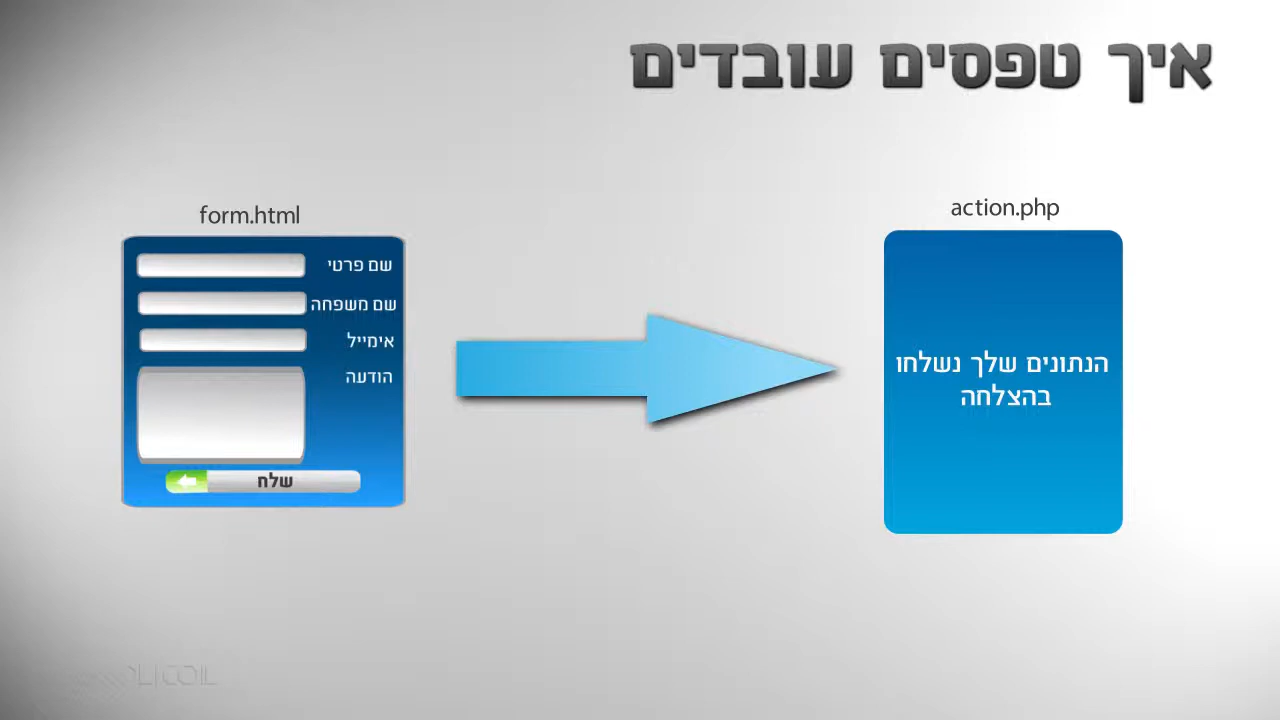 איך טפסים עובדים
form.html
שם פרטי
שם משפחה
אימייל
הודעה
שלח
action.php
הנתונים שלך נשלחו
בהצלחה